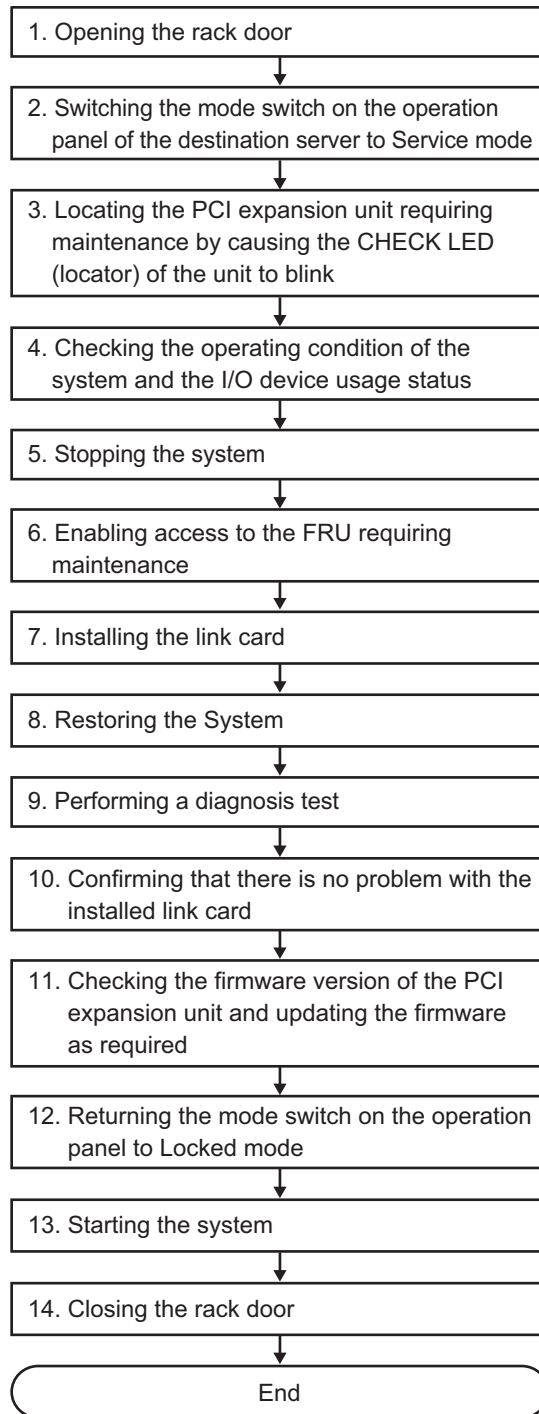 1. Opening the rack door
2. Switching the mode switch on the operation
panel of the destination server to Service mode
3. Locating the PCI expansion unit requiring
maintenance by causing the CHECK LED
(locator) of the unit to blink
4. Checking the operating condition of the
system and the I/O device usage status
5. Stopping the system
6. Enabling access to the FRU requiring
maintenance
7. Installing the link card
8. Restoring the System
9. Performing a diagnosis test
10. Confirming that there is no problem with the
installed link card
11. Checking the firmware version of the PCI
expansion unit and updating the firmware
as required
12. Returning the mode switch on the operation
panel to Locked mode
13. Starting the system
14. Closing the rack door
End